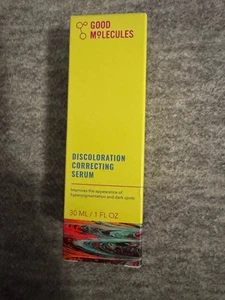 GOOD
MOLECULES
DISCOLORATION
CORRECTING
SERUM
Improves the appearance of
hyperpigmentation and dark spots
30 ML / 1 FL OZ